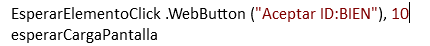 EsperarElementoClick .WebButton ("Aceptar ID:BIEN"), 10
esperarCargaPantalla